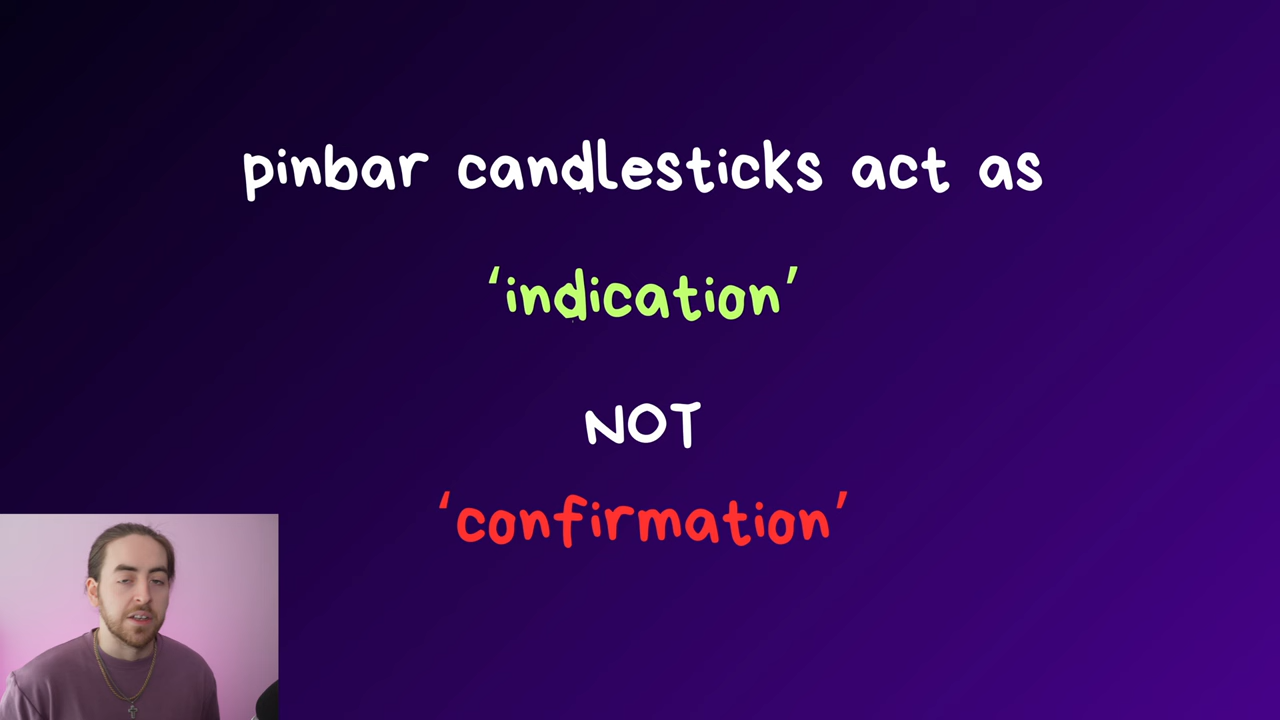 pinbar candlesticks act as
‘indication’
NOT
‘confirmation’